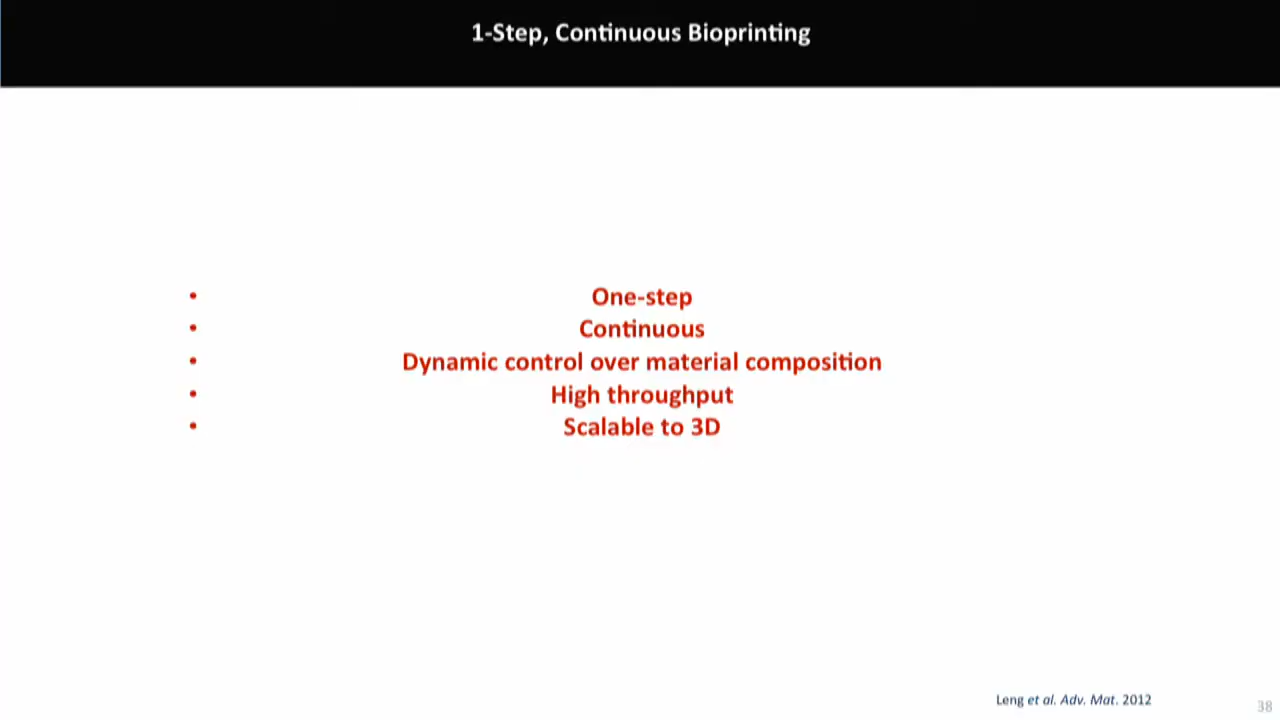 1-Step, Continuous Bioprinting
• One-step
• Continuous
• Dynamic control over material composition
• High throughput
• Scalable to 3D
Leng et al. Adv. Mat. 2012
38